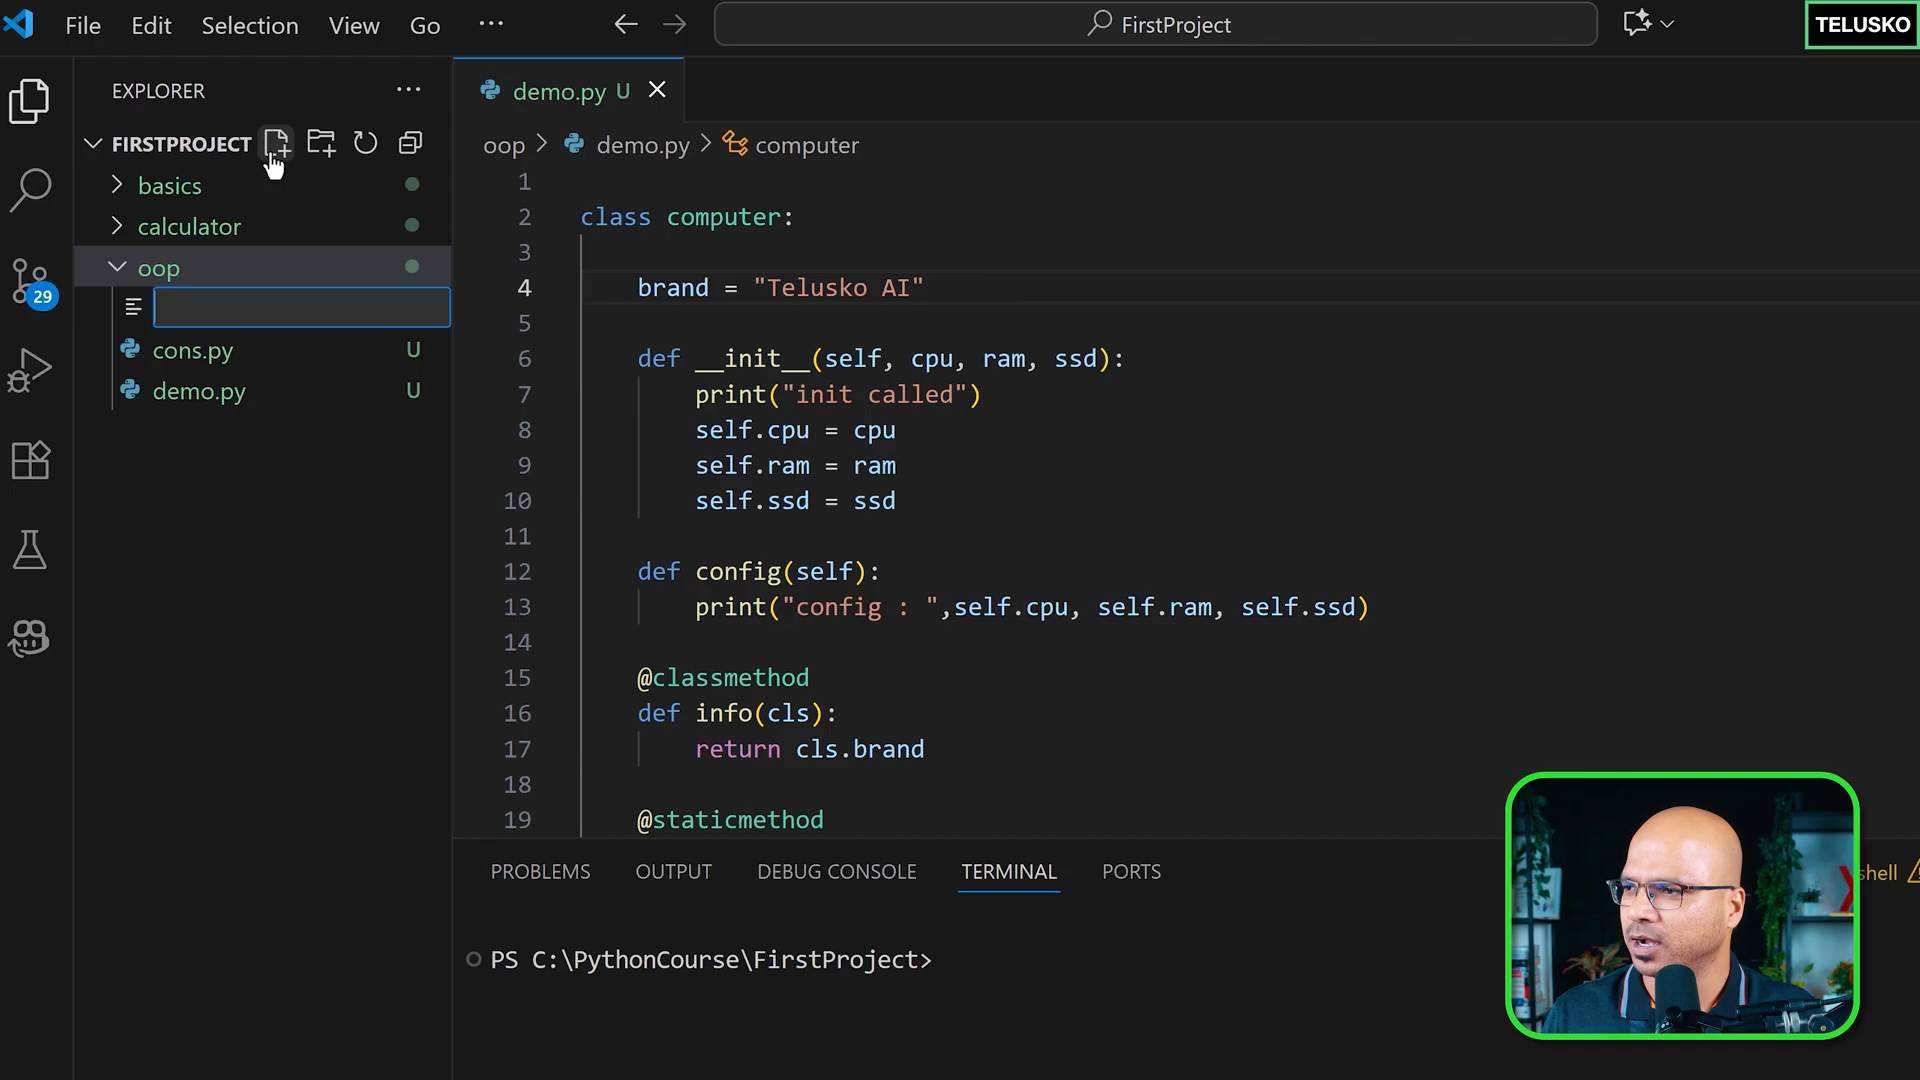 File Edit Selection View Go ...
FirstProject
TELUSKO
EXPLORER
FIRSTPROJECT
basics
calculator
oop
cons.py U
demo.py U
29
demo.py U
oop > demo.py > computer
1
2 class computer:
3
4 brand = "Telusko AI"
5
6 def __init__(self, cpu, ram, ssd):
7 print("init called")
8 self.cpu = cpu
9 self.ram = ram
10 self.ssd = ssd
11
12 def config(self):
13 print("config : ",self.cpu, self.ram, self.ssd)
14
15 @classmethod
16 def info(cls):
17 return cls.brand
18
19 @staticmethod
PROBLEMS OUTPUT DEBUG CONSOLE TERMINAL PORTS
shell
PS C:\PythonCourse\FirstProject>